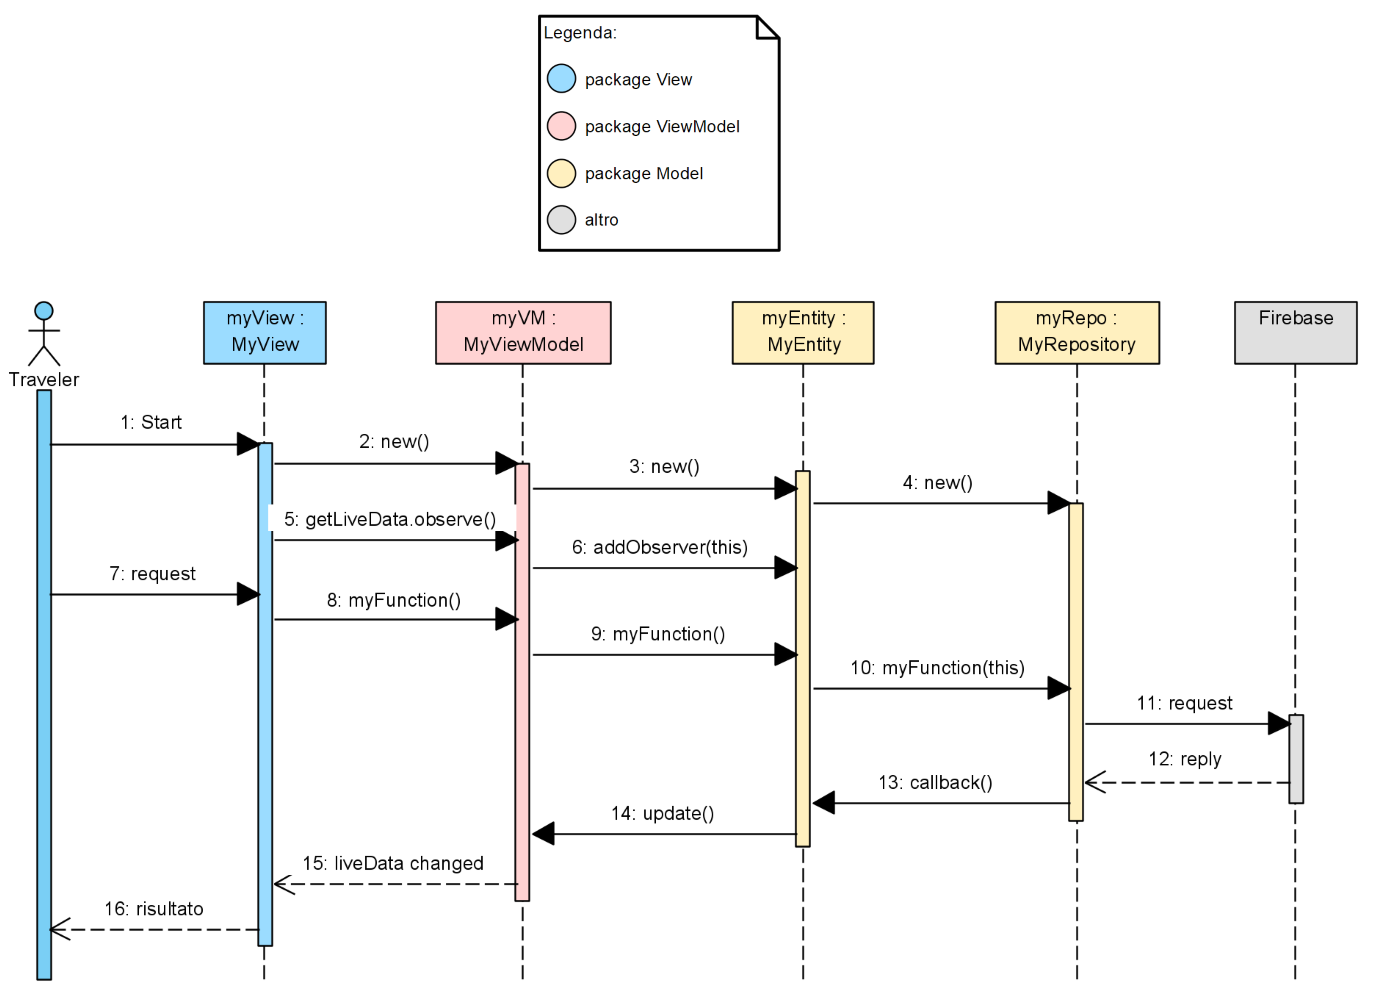 Legenda:
package View
package ViewModel
package Model
altro
Traveler
myView :
MyView
myVM :
MyViewModel
myEntity :
MyEntity
myRepo :
MyRepository
Firebase
1: Start
2: new()
3: new()
4: new()
5: getLiveData.observe()
6: addObserver(this)
7: request
8: myFunction()
9: myFunction()
10: myFunction(this)
11: request
12: reply
13: callback()
14: update()
15: liveData changed
16: risultato